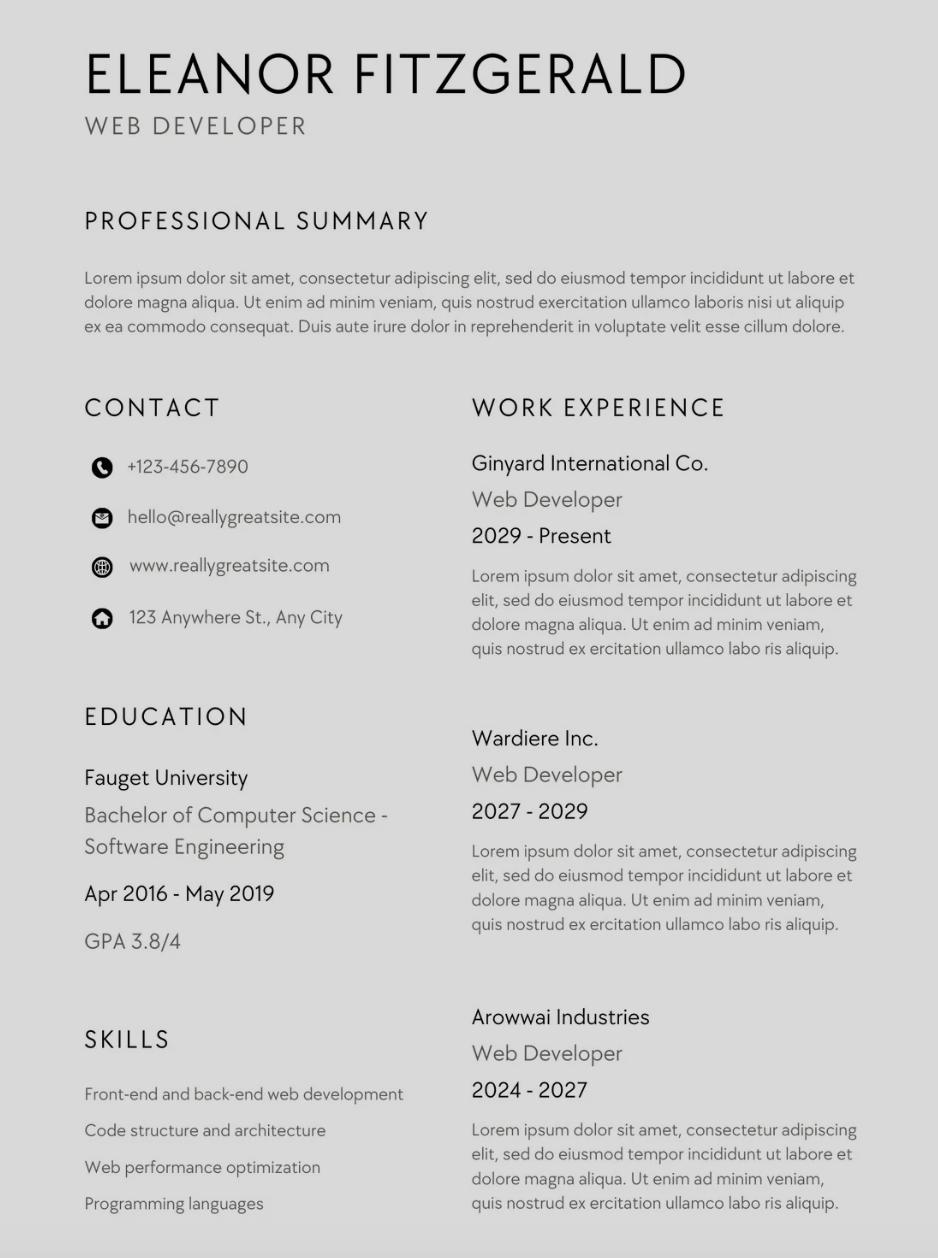 ELEANOR FITZGERALD
WEB DEVELOPER
PROFESSIONAL SUMMARY
Lorem ipsum dolor sit amet, consectetur adipiscing elit, sed do eiusmod tempor incididunt ut labore et
dolore magna aliqua. Ut enim ad minim veniam, quis nostrud exercitation ullamco laboris nisi ut aliquip
ex ea commodo consequat. Duis aute irure dolor in reprehenderit in voluptate velit esse cillum dolore.
CONTACT
+123-456-7890
hello@reallygreatsite.com
www.reallygreatsite.com
123 Anywhere St., Any City
EDUCATION
Fauget University
Bachelor of Computer Science -
Software Engineering
Apr 2016 - May 2019
GPA 3.8/4
SKILLS
Front-end and back-end web development
Code structure and architecture
Web performance optimization
Programming languages
WORK EXPERIENCE
Ginyard International Co.
Web Developer
2029 - Present
Lorem ipsum dolor sit amet, consectetur adipiscing
elit, sed do eiusmod tempor incididunt ut labore et
dolore magna aliqua. Ut enim ad minim veniam,
quis nostrud ex ercitation ullamco labo ris aliquip.
Wardiere Inc.
Web Developer
2027 - 2029
Lorem ipsum dolor sit amet, consectetur adipiscing
elit, sed do eiusmod tempor incididunt ut labore et
dolore magna aliqua. Ut enim ad minim veniam,
quis nostrud ex ercitation ullamco labo ris aliquip.
Arowwai Industries
Web Developer
2024 - 2027
Lorem ipsum dolor sit amet, consectetur adipiscing
elit, sed do eiusmod tempor incididunt ut labore et
dolore magna aliqua. Ut enim ad minim veniam,
quis nostrud ex ercitation ullamco labo ris aliquip.